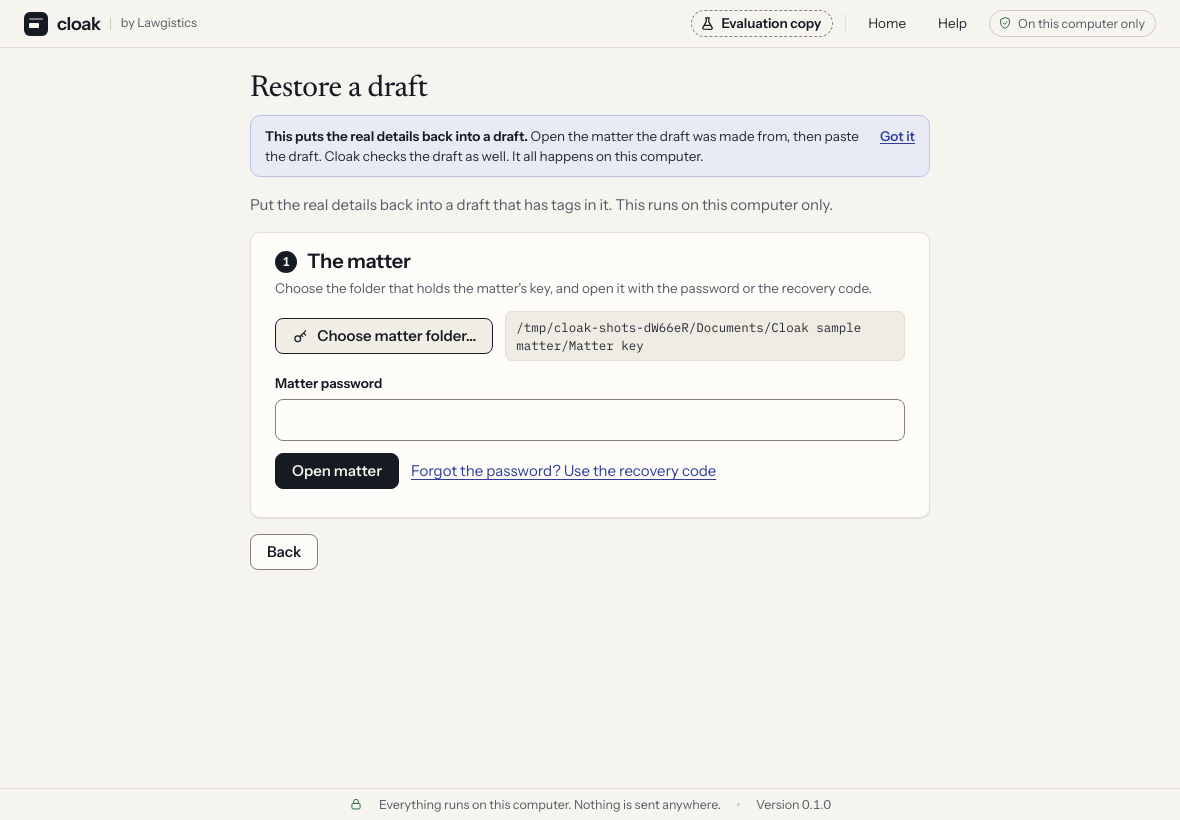 cloak
by Lawgistics
Evaluation copy
Home
Help
On this computer only
Restore a draft
This puts the real details back into a draft. Open the matter the draft was made from, then paste
the draft. Cloak checks the draft as well. It all happens on this computer.
Got it
Put the real details back into a draft that has tags in it. This runs on this computer only.
1 The matter
Choose the folder that holds the matter's key, and open it with the password or the recovery code.
Choose matter folder...
/tmp/cloak-shots-dW66eR/Documents/Cloak sample
matter/Matter key
Matter password
Open matter
Forgot the password? Use the recovery code
Back
Everything runs on this computer. Nothing is sent anywhere. • Version 0.1.0